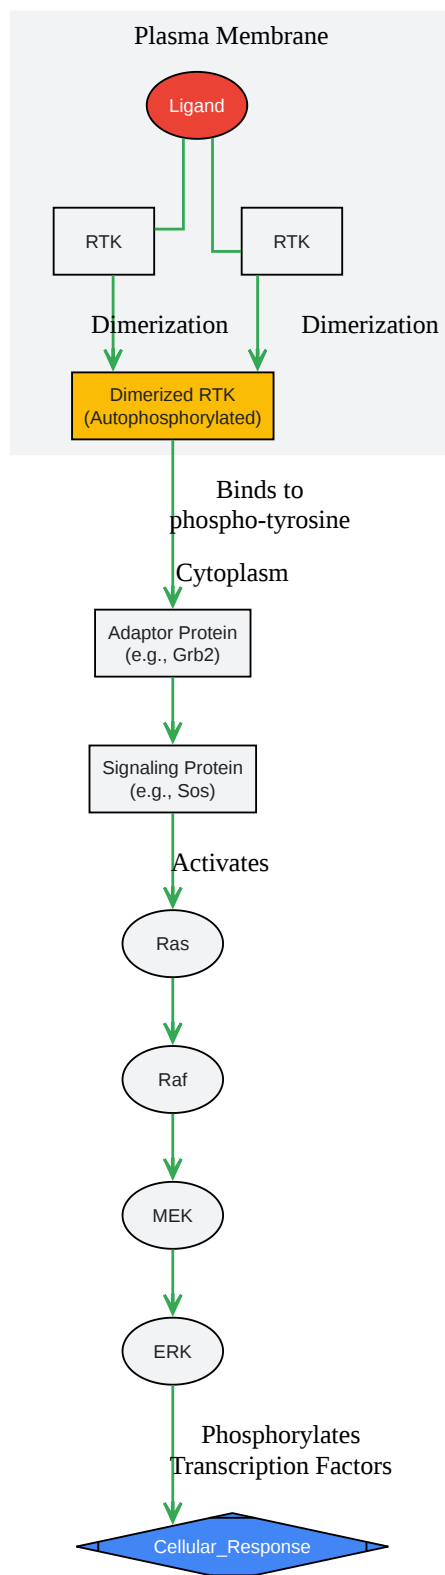 Plasma Membrane
Ligand
RTK
RTK
Dimerization
Dimerization
Dimerized RTK
(Autophosphorylated)
Binds to
phospho-tyrosine
Cytoplasm
Adaptor Protein
(e.g., Grb2)
Signaling Protein
(e.g., Sos)
Activates
Ras
Raf
MEK
ERK
Phosphorylates
Transcription Factors
Cellular_Response